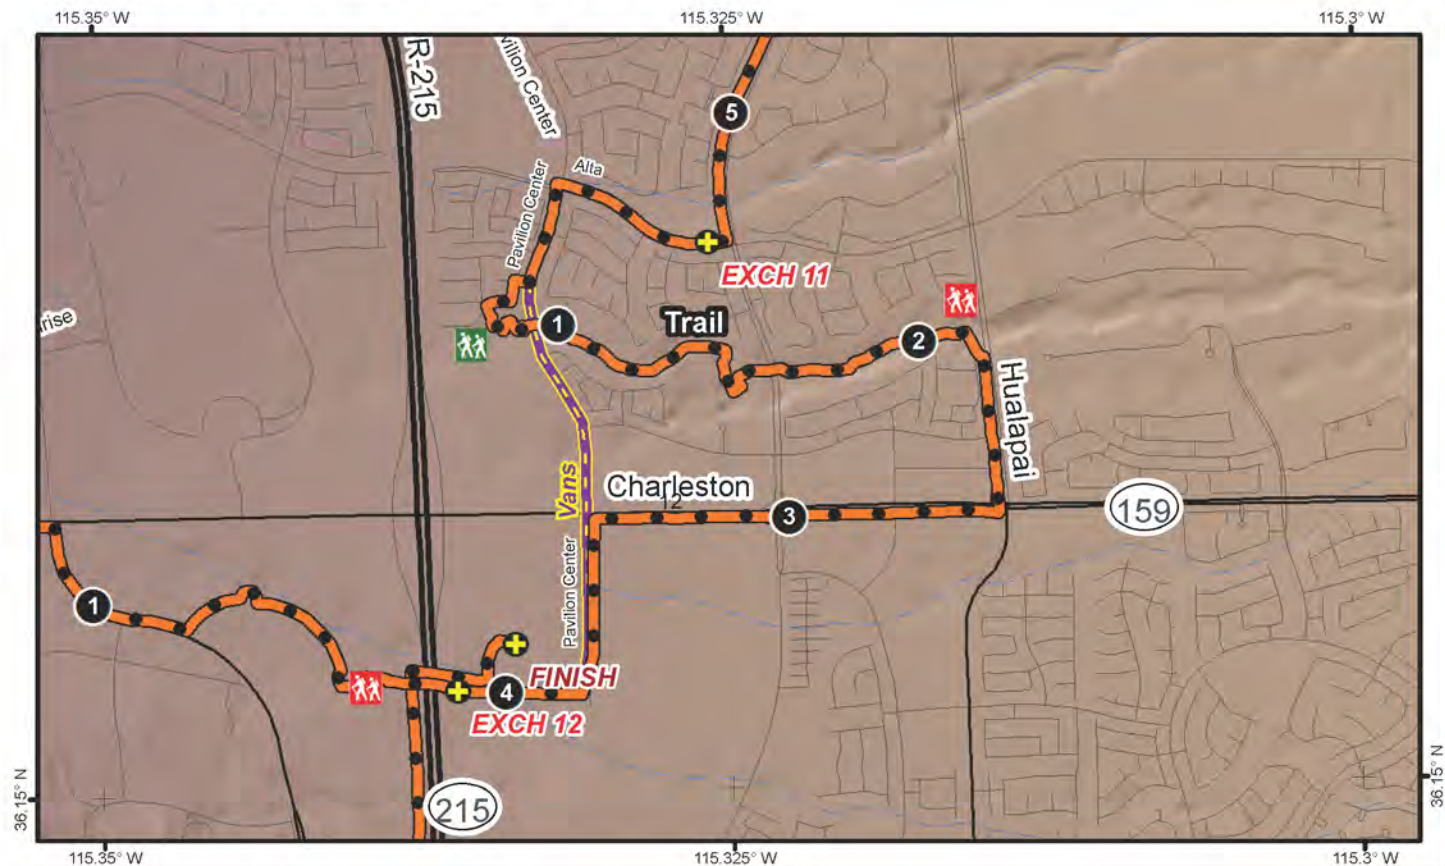 115.35° W
115.325° W
115.3° W
R-215
vilion Center
5
Alta
Pavilion Center
EXCH 11
rise
1
Trail
2
Hualapai
Vans
Charleston
12
3
159
Pavilion Center
1
FINISH
4
EXCH 12
36.15° N
36.15° N
215
115.35° W
115.325° W
115.3° W